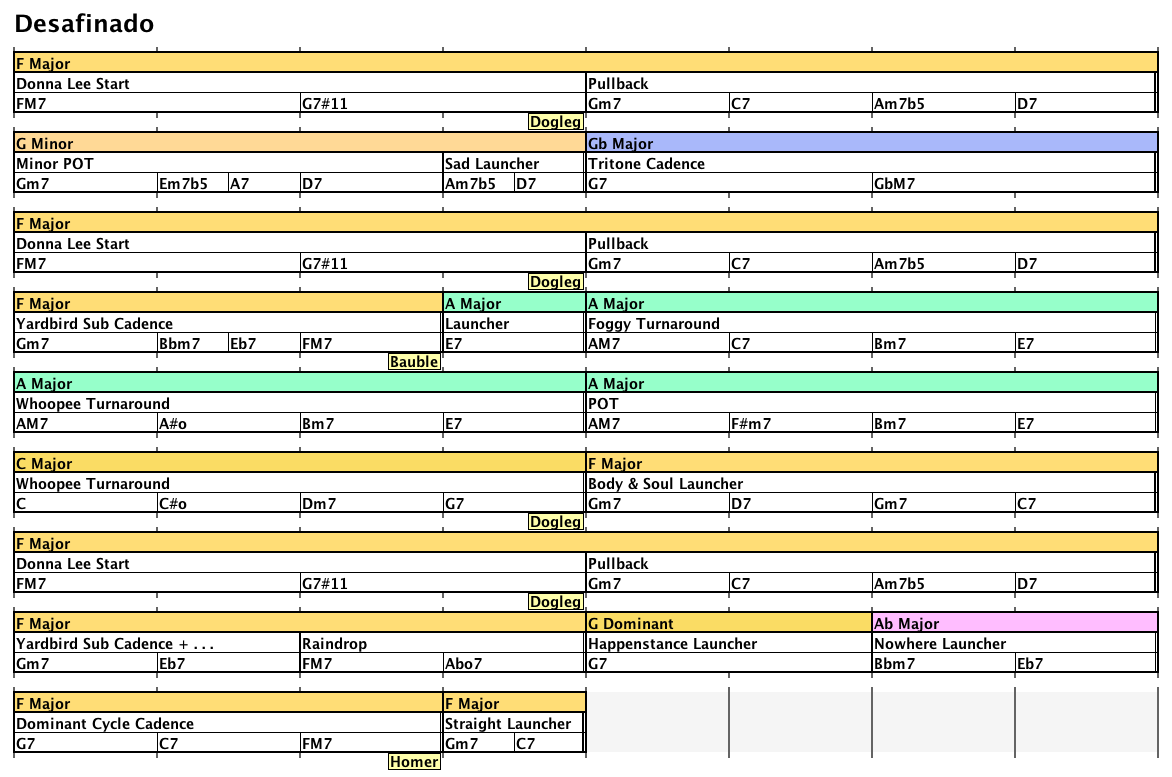 Desafinado
F Major
Donna Lee Start Pullback
FM7 G7#11 Gm7 C7 Am7b5 D7
Dogleg
G Minor Gb Major
Minor POT Sad Launcher Tritone Cadence
Gm7 Em7b5 A7 D7 Am7b5 D7 G7 GbM7
F Major
Donna Lee Start Pullback
FM7 G7#11 Gm7 C7 Am7b5 D7
Dogleg
F Major A Major A Major
Yardbird Sub Cadence Launcher Foggy Turnaround
Gm7 Bbm7 Eb7 FM7 E7 AM7 C7 Bm7 E7
Bauble
A Major A Major
Whoopee Turnaround POT
AM7 A#o Bm7 E7 AM7 F#m7 Bm7 E7
C Major F Major
Whoopee Turnaround Body & Soul Launcher
C C#o Dm7 G7 Gm7 D7 Gm7 C7
Dogleg
F Major
Donna Lee Start Pullback
FM7 G7#11 Gm7 C7 Am7b5 D7
Dogleg
F Major G Dominant Ab Major
Yardbird Sub Cadence + . . . Raindrop Happenstance Launcher Nowhere Launcher
Gm7 Eb7 FM7 Abo7 G7 Bbm7 Eb7
F Major F Major
Dominant Cycle Cadence Straight Launcher
G7 C7 FM7 Gm7 C7
Homer